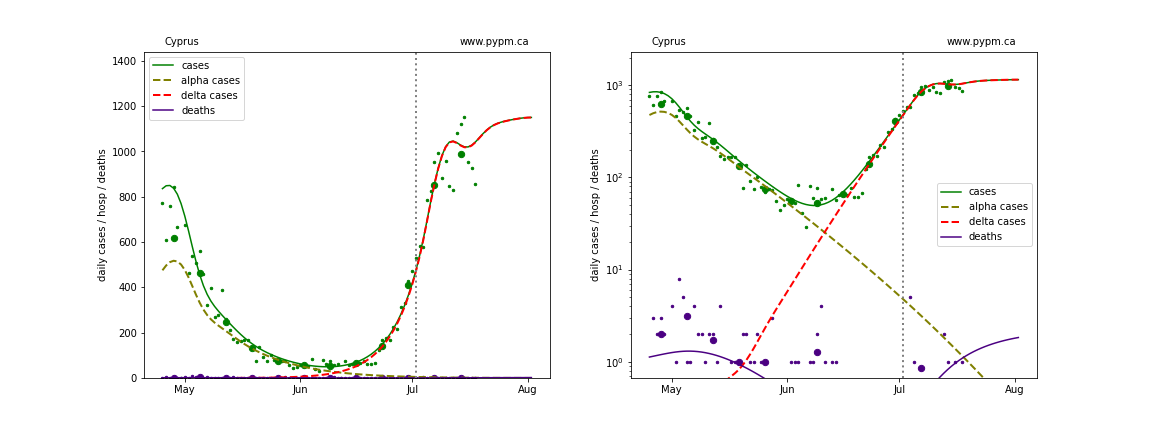 Cyprus www.pypm.ca
1400
1200
1000
800
600
400
200
0
daily cases / hosp / deaths
cases
alpha cases
delta cases
deaths
May Jun Jul Aug
Cyprus www.pypm.ca
10³
10²
10¹
10⁰
daily cases / hosp / deaths
cases
alpha cases
delta cases
deaths
May Jun Jul Aug